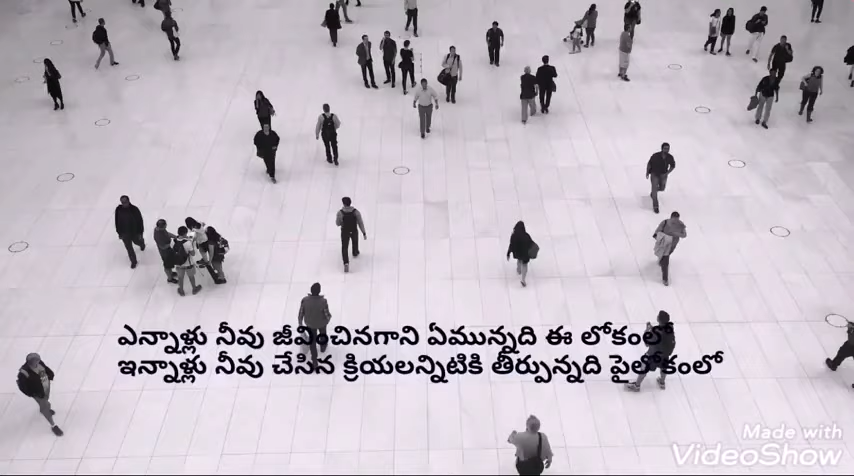 ఎన్నాళ్లు నీవు జీవించినగాని ఏమున్నది ఈ లోకంలో
ఇన్నాళ్లు నీవు చేసిన క్రియలన్నిటికి తీర్పున్నది పైలోకంలో
Made with
VideoShow